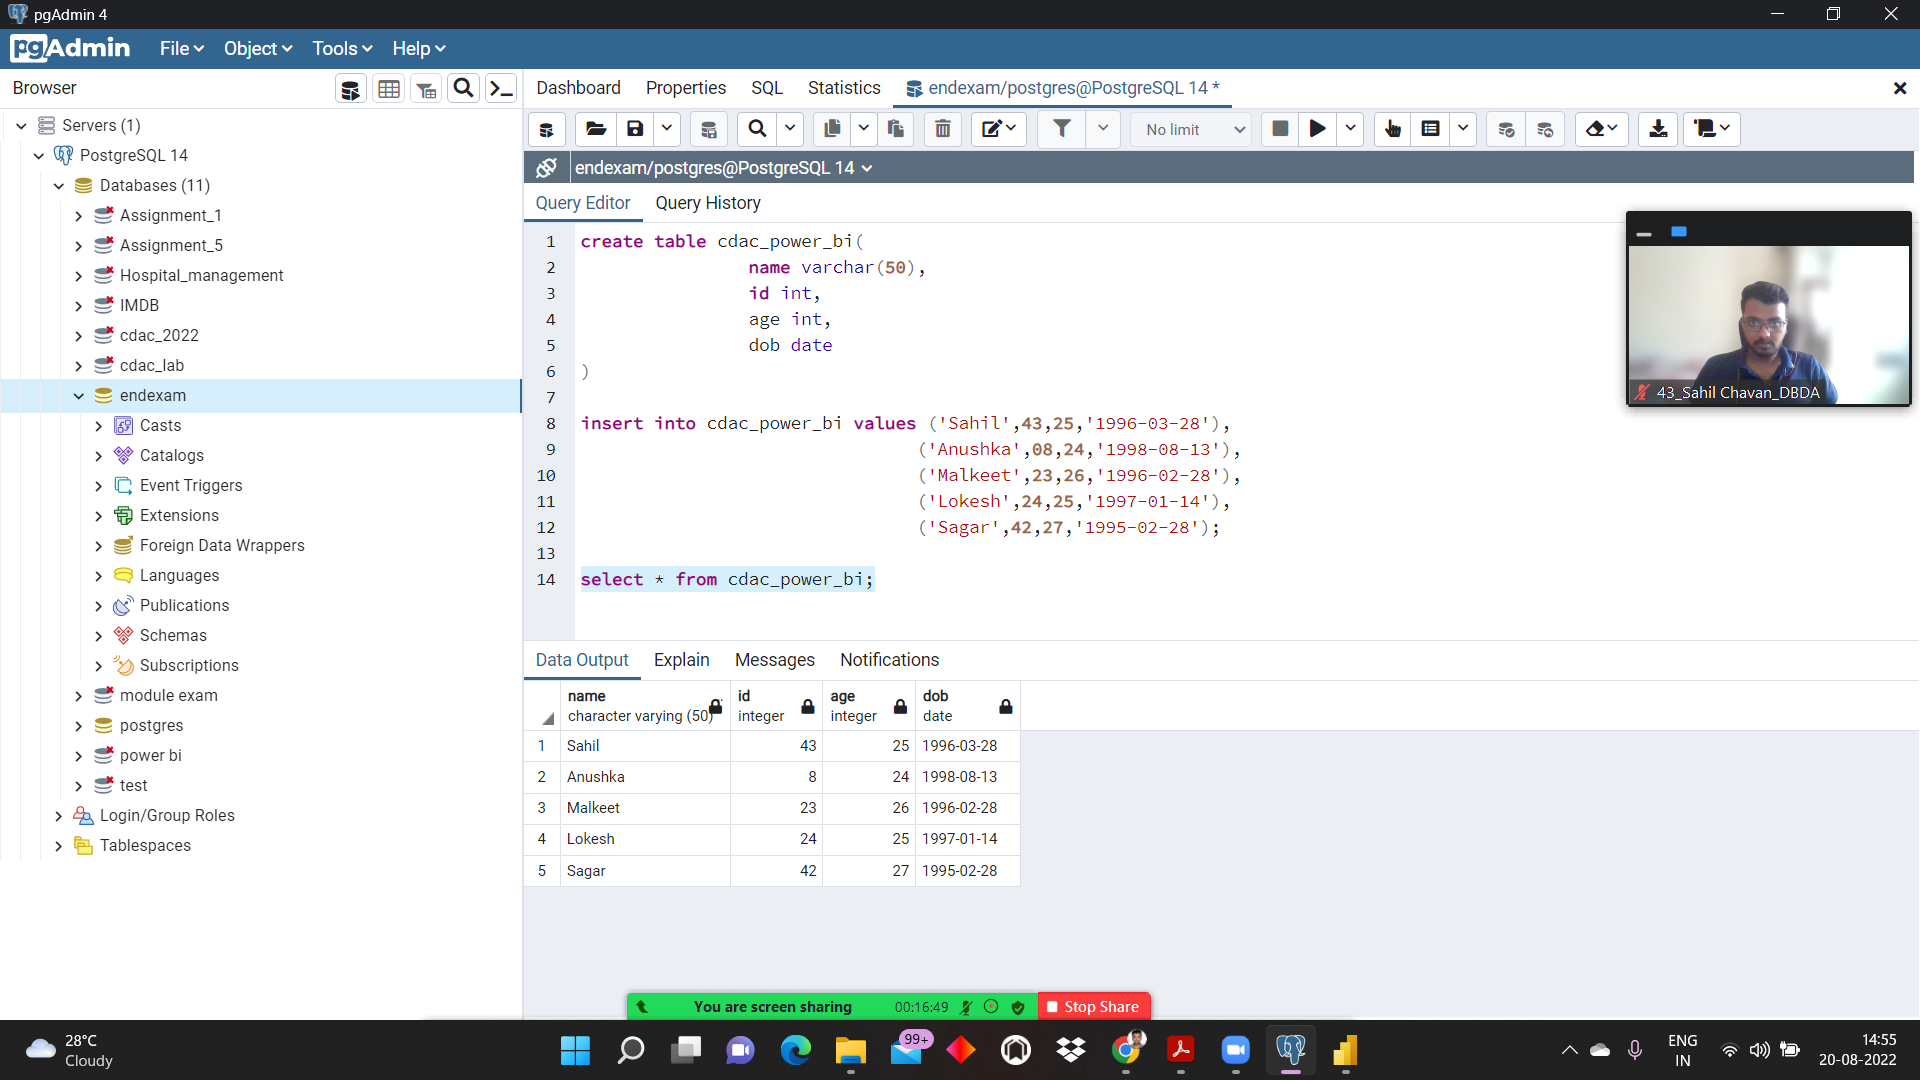 pgAdmin 4
pgAdmin File Object Tools Help
Browser
Dashboard Properties SQL Statistics endexam/postgres@PostgreSQL 14 *
No limit
endexam/postgres@PostgreSQL 14
Query Editor Query History
Servers (1)
PostgreSQL 14
Databases (11)
Assignment_1
Assignment_5
Hospital_management
IMDB
cdac_2022
cdac_lab
endexam
Casts
Catalogs
Event Triggers
Extensions
Foreign Data Wrappers
Languages
Publications
Schemas
Subscriptions
module exam
postgres
power bi
test
Login/Group Roles
Tablespaces
1 create table cdac_power_bi(
2 name varchar(50),
3 id int,
4 age int,
5 dob date
6 )
7
8 insert into cdac_power_bi values ('Sahil',43,25,'1996-03-28'),
9 ('Anushka',08,24,'1998-08-13'),
10 ('Malkeet',23,26,'1996-02-28'),
11 ('Lokesh',24,25,'1997-01-14'),
12 ('Sagar',42,27,'1995-02-28');
13
14 select * from cdac_power_bi;
43_Sahil Chavan_DBDA
Data Output Explain Messages Notifications
name id age dob
character varying (50) integer integer date
1 Sahil 43 25 1996-03-28
2 Anushka 8 24 1998-08-13
3 Malkeet 23 26 1996-02-28
4 Lokesh 24 25 1997-01-14
5 Sagar 42 27 1995-02-28
You are screen sharing 00:16:49 Stop Share
28°C
Cloudy
99+
ENG
IN
14:55
20-08-2022